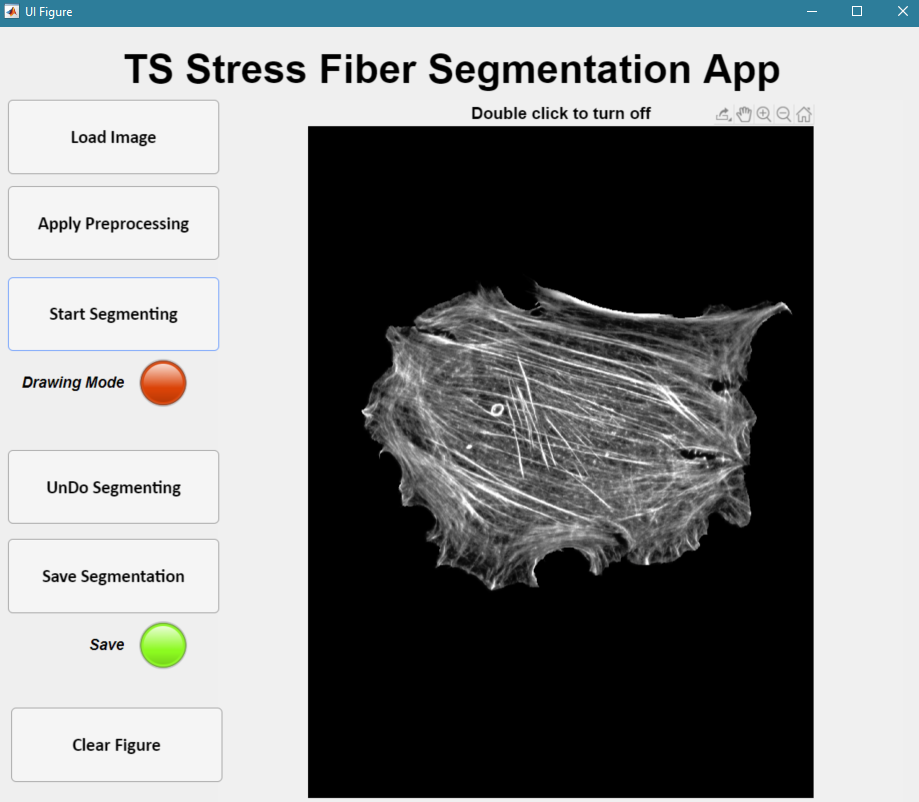 UI Figure
TS Stress Fiber Segmentation App
Load Image
Double click to turn off
Apply Preprocessing
Start Segmenting
Drawing Mode
UnDo Segmenting
Save Segmentation
Save
Clear Figure